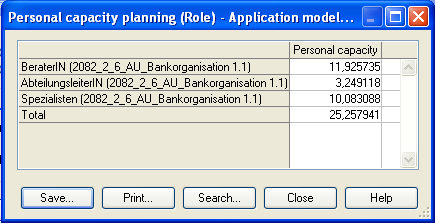 Personal capacity planning (Role) - Application model...
Personal capacity
BeraterIN (2082_2_6_AU_Bankorganisation 1.1) 11,925735
AbteilungsleiterIN (2082_2_6_AU_Bankorganisation 1.1) 3,249118
Spezialisten (2082_2_6_AU_Bankorganisation 1.1) 10,083088
Total 25,257941
Save... Print... Search... Close Help